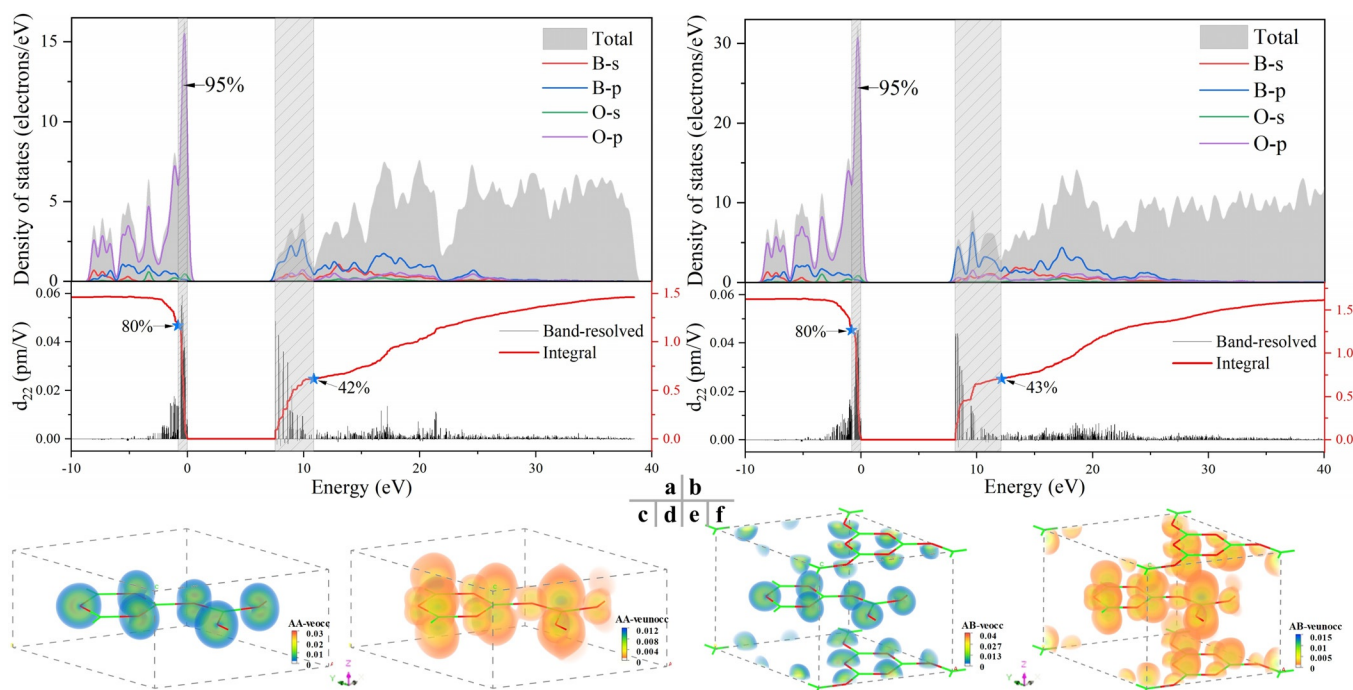 Density of states (electrons/eV)
15
10
5
0
Total
B-s
B-p
O-s
O-p
95%
d22 (pm/V)
0.06
0.04
0.02
0.00
80%
42%
Band-resolved
Integral
1.5
1.0
0.5
0.0
-10 0 10 20 30 40
Energy (eV)
Density of states (electrons/eV)
30
20
10
0
Total
B-s
B-p
O-s
O-p
95%
d22 (pm/V)
0.06
0.04
0.02
0.00
80%
43%
Band-resolved
Integral
1.5
1.0
0.5
0.0
-10 0 10 20 30 40
Energy (eV)
a b
c d e f
AA-veocc
0.03
0.02
0.01
0
Y Z
AA-veunocc
0.012
0.008
0.004
0
Y Z
AB-veocc
0.04
0.027
0.013
0
Y Z
AB-veunocc
0.015
0.01
0.005
0
Y Z